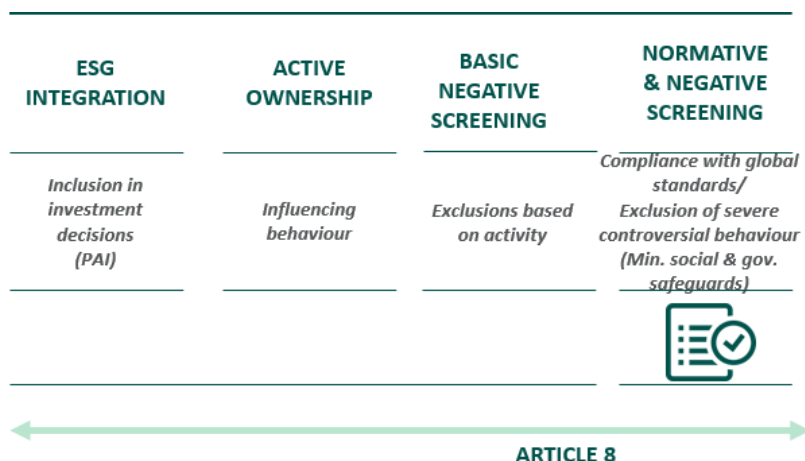 ESG
INTEGRATION
ACTIVE
OWNERSHIP
BASIC
NEGATIVE
SCREENING
NORMATIVE
& NEGATIVE
SCREENING
Inclusion in
investment
decisions
(PAI)
Influencing
behaviour
Exclusions based
on activity
Compliance with global
standards/
Exclusion of severe
controversial behaviour
(Min. social & gov.
safeguards)
ARTICLE 8